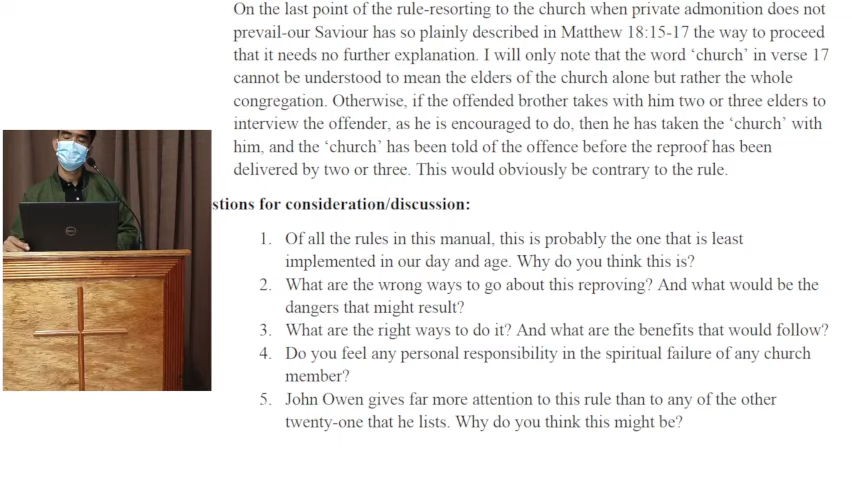 On the last point of the rule-resorting to the church when private admonition does not
prevail-our Saviour has so plainly described in Matthew 18:15-17 the way to proceed
that it needs no further explanation. I will only note that the word ‘church’ in verse 17
cannot be understood to mean the elders of the church alone but rather the whole
congregation. Otherwise, if the offended brother takes with him two or three elders to
interview the offender, as he is encouraged to do, then he has taken the ‘church’ with
him, and the ‘church’ has been told of the offence before the reproof has been
delivered by two or three. This would obviously be contrary to the rule.
stions for consideration/discussion:
1. Of all the rules in this manual, this is probably the one that is least
implemented in our day and age. Why do you think this is?
2. What are the wrong ways to go about this reproving? And what would be the
dangers that might result?
3. What are the right ways to do it? And what are the benefits that would follow?
4. Do you feel any personal responsibility in the spiritual failure of any church
member?
5. John Owen gives far more attention to this rule than to any of the other
twenty-one that he lists. Why do you think this might be?
DELL